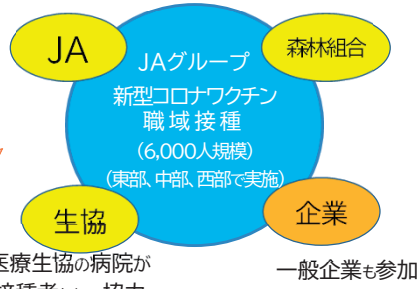 JA
森林組合
JAグループ
新型コロナワクチン
職域接種
(6,000人規模)
(東部、中部、西部で実施)
生協
企業
医療生協の病院が
一般企業も参加
協力